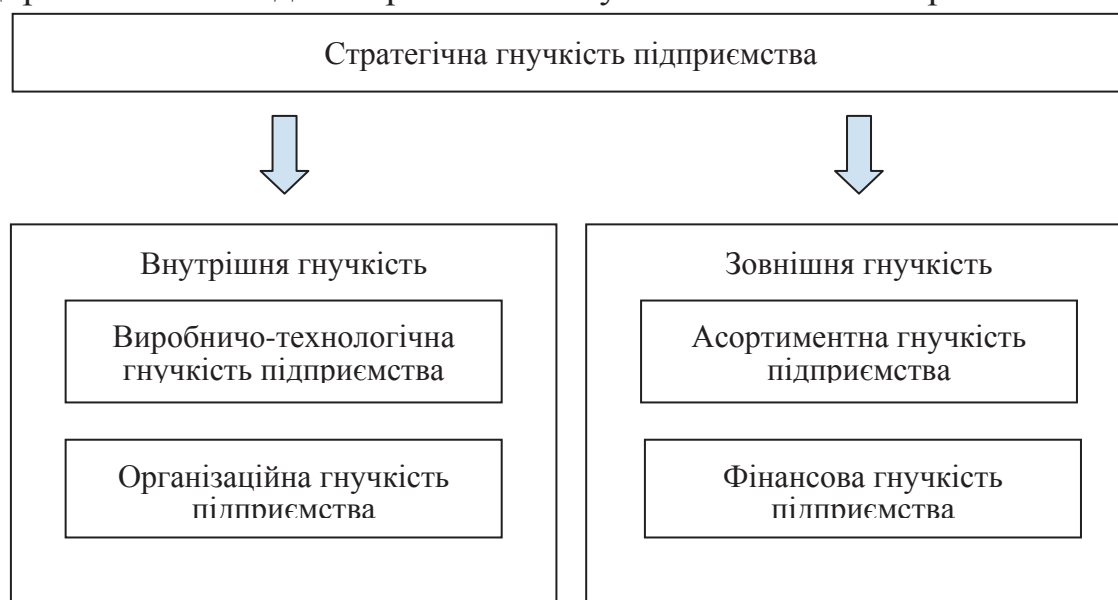 Стратегічна гнучкість підприємства
Внутрішня гнучкість
Зовнішня гнучкість
Виробничо-технологічна
гнучкість підприємства
Асортиментна гнучкість
підприємства
Організаційна гнучкість
підприємства
Фінансова гнучкість
підприємства